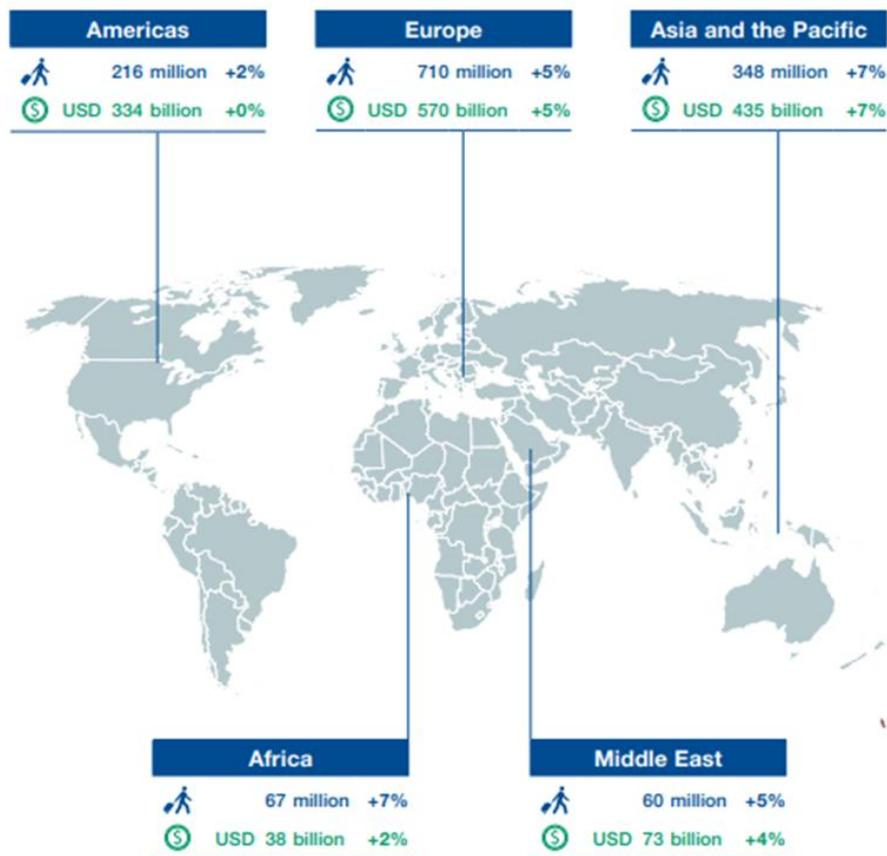 Americas
216 million +2%
USD 334 billion +0%
Europe
710 million +5%
USD 570 billion +5%
Asia and the Pacific
348 million +7%
USD 435 billion +7%
Africa
67 million +7%
USD 38 billion +2%
Middle East
60 million +5%
USD 73 billion +4%